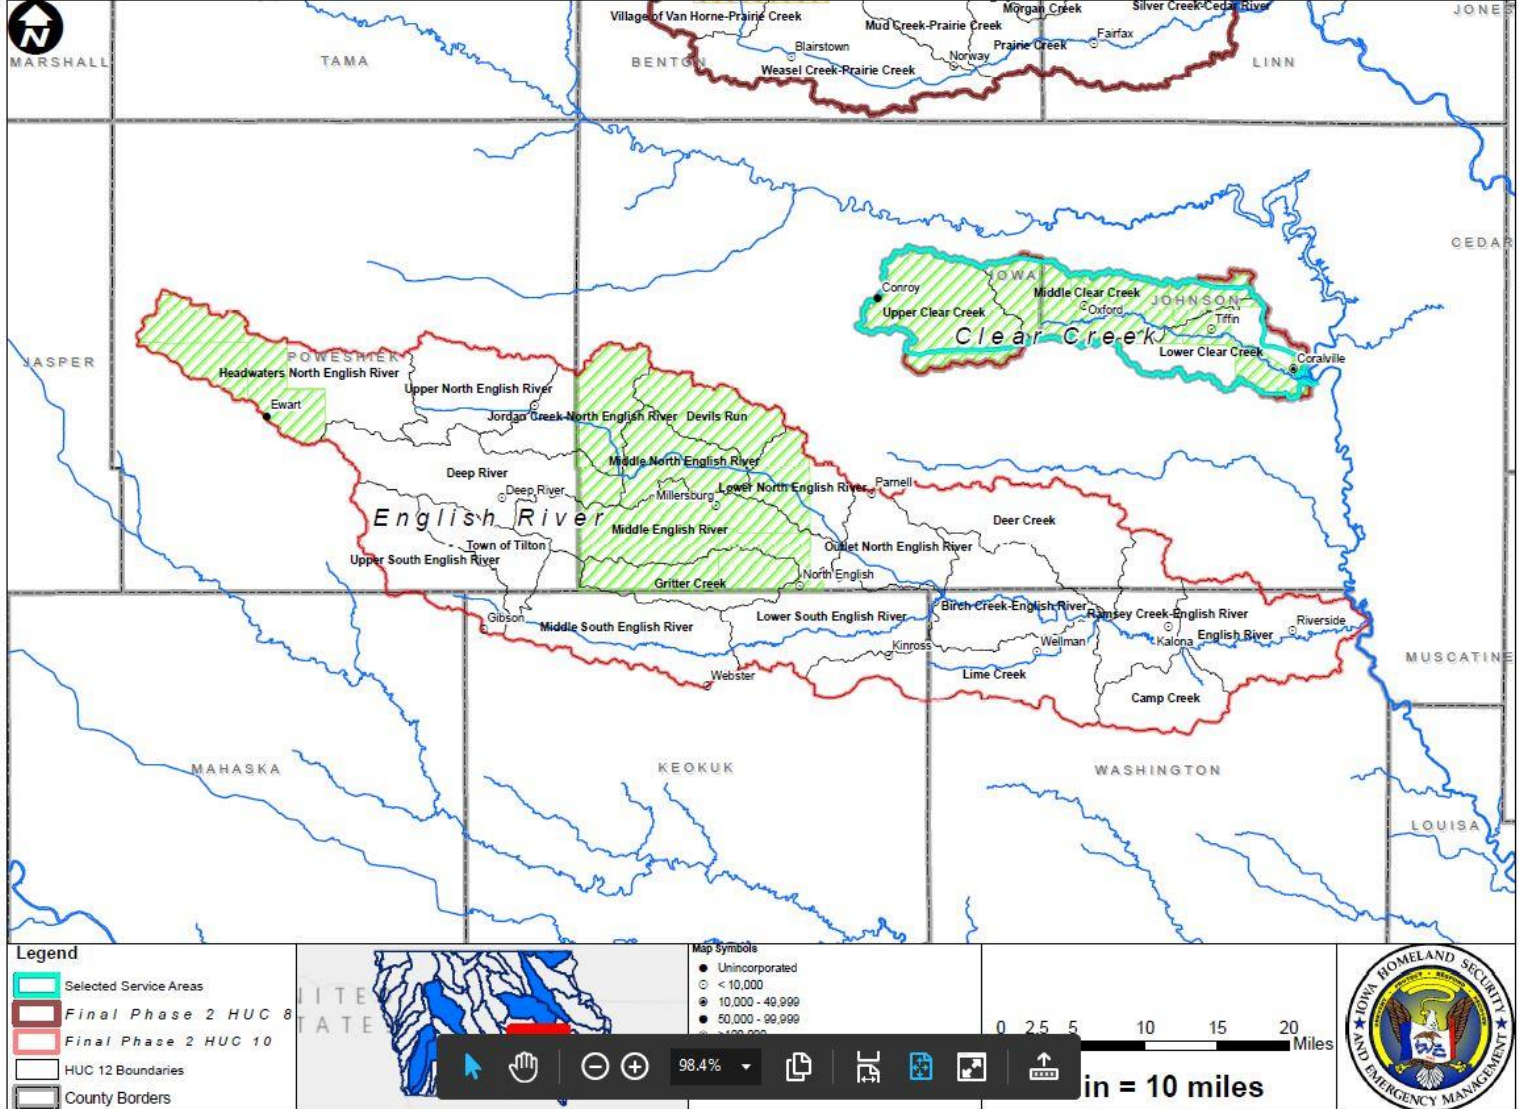 N
Village of Van Horne-Prairie Creek
Mud Creek-Prairie Creek
Morgan Creek
Silver Creek-Cedar River
JONES
Blairstown
Norway
Prairie Creek
Fairfax
Weasel Creek-Prairie Creek
MARSHALL
TAMA
BENTON
LINN
CEDAR
Conroy
IOWA
Middle Clear Creek
JOHNSON
Oxford
Upper Clear Creek
Tiffin
Clear Creek
Lower Clear Creek
Coralville
JASPER
POWESHIEK
Headwaters North English River
Upper North English River
Ewart
Jordan Creek-North English River
Devils Run
Middle North English River
Deep River
Deep River
Millersburg
Lower North English River
Parnell
English River
Middle English River
Deer Creek
Town of Tilton
Upper South English River
Outlet North English River
Gritter Creek
North English
Gibson
Middle South English River
Lower South English River
Birch Creek-English River
Ramsey Creek-English River
English River
Riverside
Kinross
Wellman
Kalona
Webster
Lime Creek
Camp Creek
MUSCATINE
MAHASKA
KEOKUK
WASHINGTON
LOUISA
Legend
Selected Service Areas
Final Phase 2 HUC 8
Final Phase 2 HUC 10
HUC 12 Boundaries
County Borders
Map Symbols
Unincorporated
< 10,000
10,000 - 49,999
50,000 - 99,999
98.4%
0 2.5 5 10 15 20
Miles
in = 10 miles
IOWA HOMELAND SECURITY
AND EMERGENCY MANAGEMENT